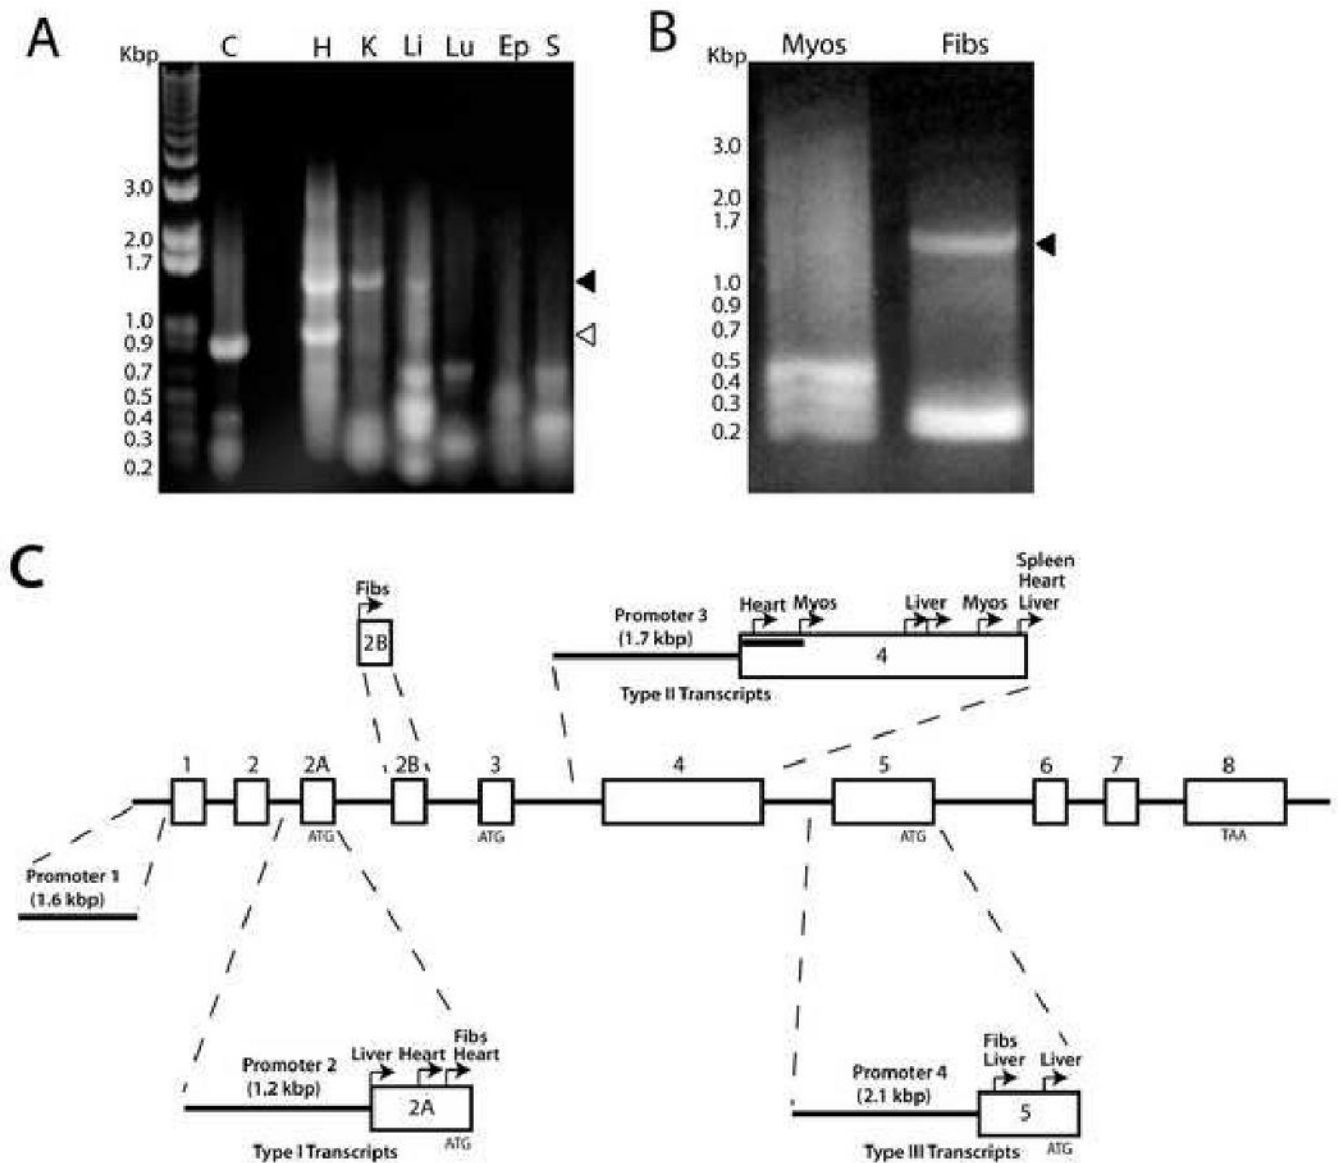 A
Kbp C H K Li Lu Ep S
3.0
2.0
1.7
1.0
0.9
0.7
0.5
0.4
0.3
0.2
B
Kbp Myos Fibs
3.0
2.0
1.7
1.0
0.9
0.7
0.5
0.4
0.3
0.2
C
Fibs
2B
Promoter 3
(1.7 kbp)
Heart Myos Liver Myos
Spleen
Heart
Liver
4
Type II Transcripts
1 2 2A 2B 3 4 5 6 7 8
ATG ATG ATG TAA
Promoter 1
(1.6 kbp)
Promoter 2
(1.2 kbp)
Liver Heart
Fibs
Heart
2A
ATG
Type I Transcripts
Promoter 4
(2.1 kbp)
Fibs
Liver Liver
5
ATG
Type III Transcripts